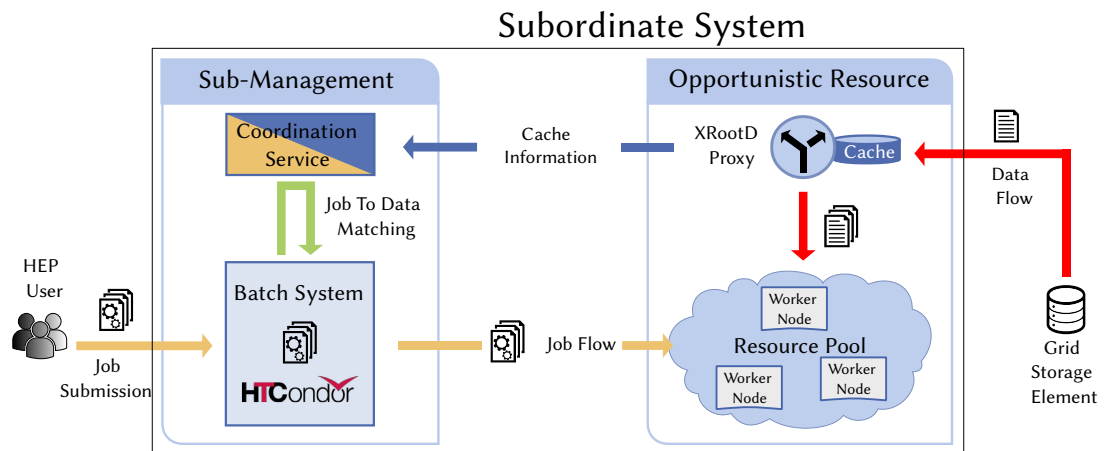 Subordinate System
Sub-Management
Opportunistic Resource
Coordination
Service
Cache
Information
XRootD
Proxy
Cache
Data
Flow
Job To Data
Matching
HEP
User
Job
Submission
Batch System
HTCondor
Job Flow
Worker
Node
Resource Pool
Worker
Node
Worker
Node
Grid
Storage
Element